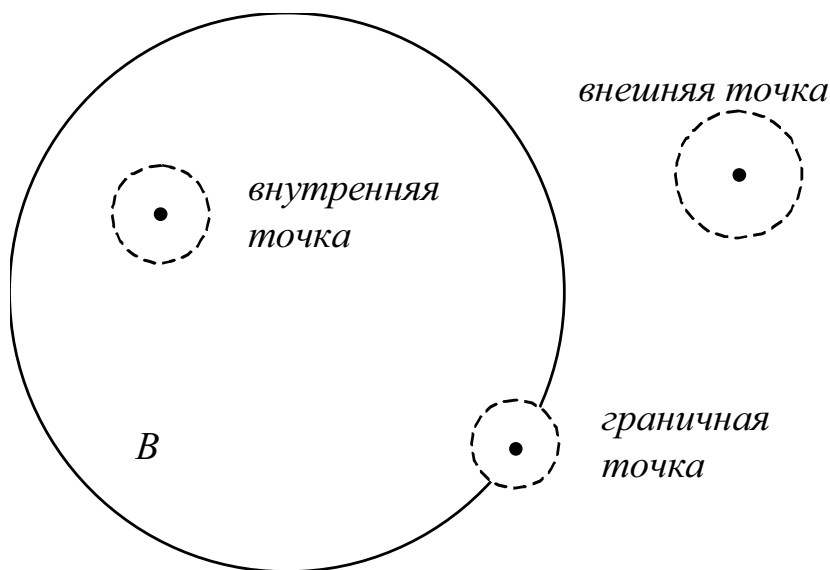 внешняя точка
внутренняя
точка
граничная
точка
B